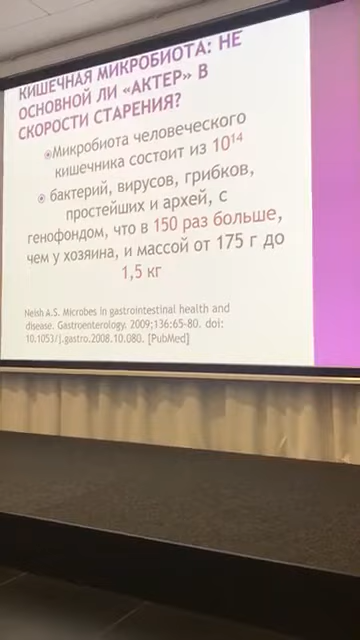 КИШЕЧНАЯ МИКРОБИОТА: НЕ
ОСНОВНОЙ ЛИ «АКТЕР» В
СКОРОСТИ СТАРЕНИЯ?
Микробиота человеческого
кишечника состоит из 10¹⁴
бактерий, вирусов, грибков,
простейших и архей, с
генофондом, что в 150 раз больше,
чем у хозяина, и массой от 175 г до
1,5 кг
Neish A.S. Microbes in gastrointestinal health and
disease. Gastroenterology. 2009;136:65-80. doi:
10.1053/j.gastro.2008.10.080. [PubMed]